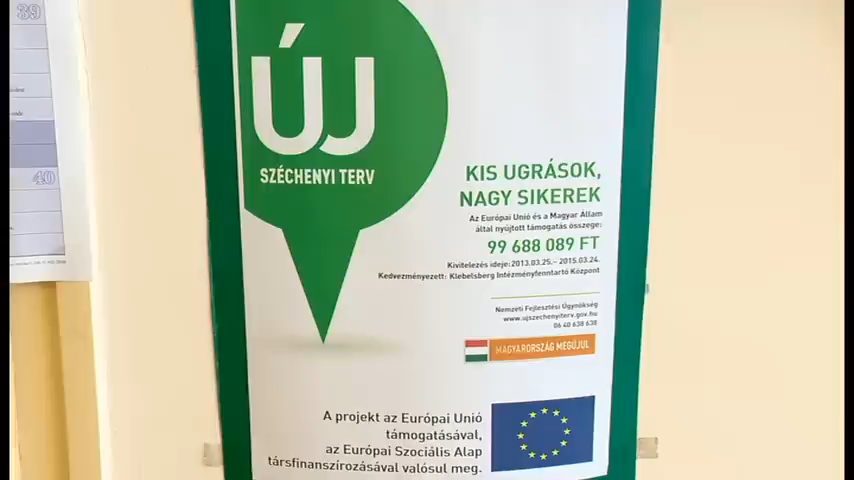 39
40
ÚJ
SZÉCHENYI TERV
KIS UGRÁSOK,
NAGY SIKEREK
Az Európai Unió és a Magyar Állam
által nyújtott támogatás összege:
99 688 089 FT
Kivitelezés ideje: 2013.03.25.– 2015.03.24.
Kedvezményezett: Klebelsberg Intézményfenntartó Központ
Nemzeti Fejlesztési Ügynökség
www.ujszechenyiterv.gov.hu
06 40 638 638
MAGYARORSZÁG MEGÚJUL
A projekt az Európai Unió
támogatásával,
az Európai Szociális Alap
társfinanszírozásával valósul meg.